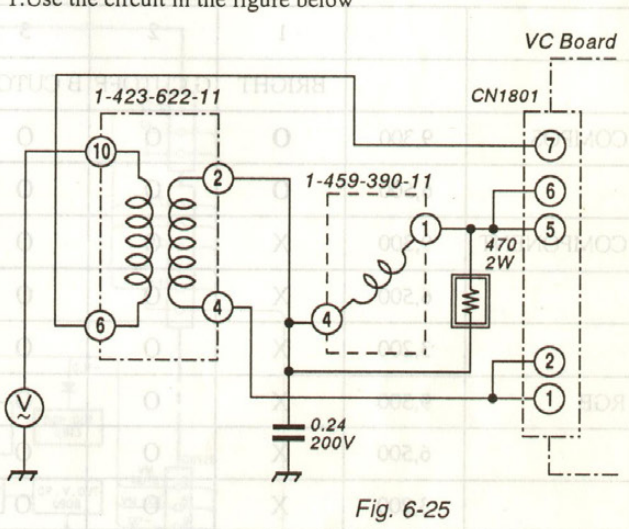 1.Use the circuit in the figure below
VC Board
1-423-622-11
CN1801
10
7
2
1-459-390-11
6
1
5
470
2W
4
4
6
2
1
V
~
0.24
200V
Fig. 6-25